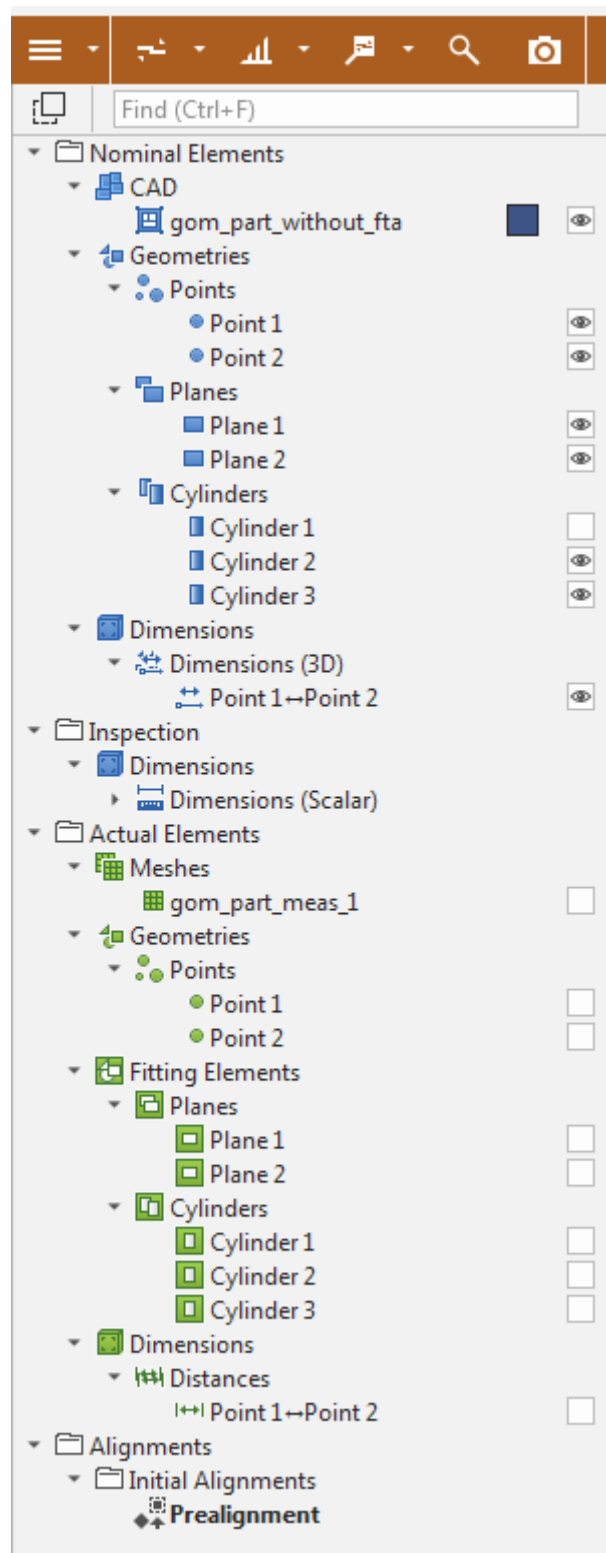 Find (Ctrl+F)
Nominal Elements
CAD
gom_part_without_fta
Geometries
Points
Point 1
Point 2
Planes
Plane 1
Plane 2
Cylinders
Cylinder 1
Cylinder 2
Cylinder 3
Dimensions
Dimensions (3D)
Point 1↔Point 2
Inspection
Dimensions
Dimensions (Scalar)
Actual Elements
Meshes
gom_part_meas_1
Geometries
Points
Point 1
Point 2
Fitting Elements
Planes
Plane 1
Plane 2
Cylinders
Cylinder 1
Cylinder 2
Cylinder 3
Dimensions
Distances
Point 1↔Point 2
Alignments
Initial Alignments
Prealignment